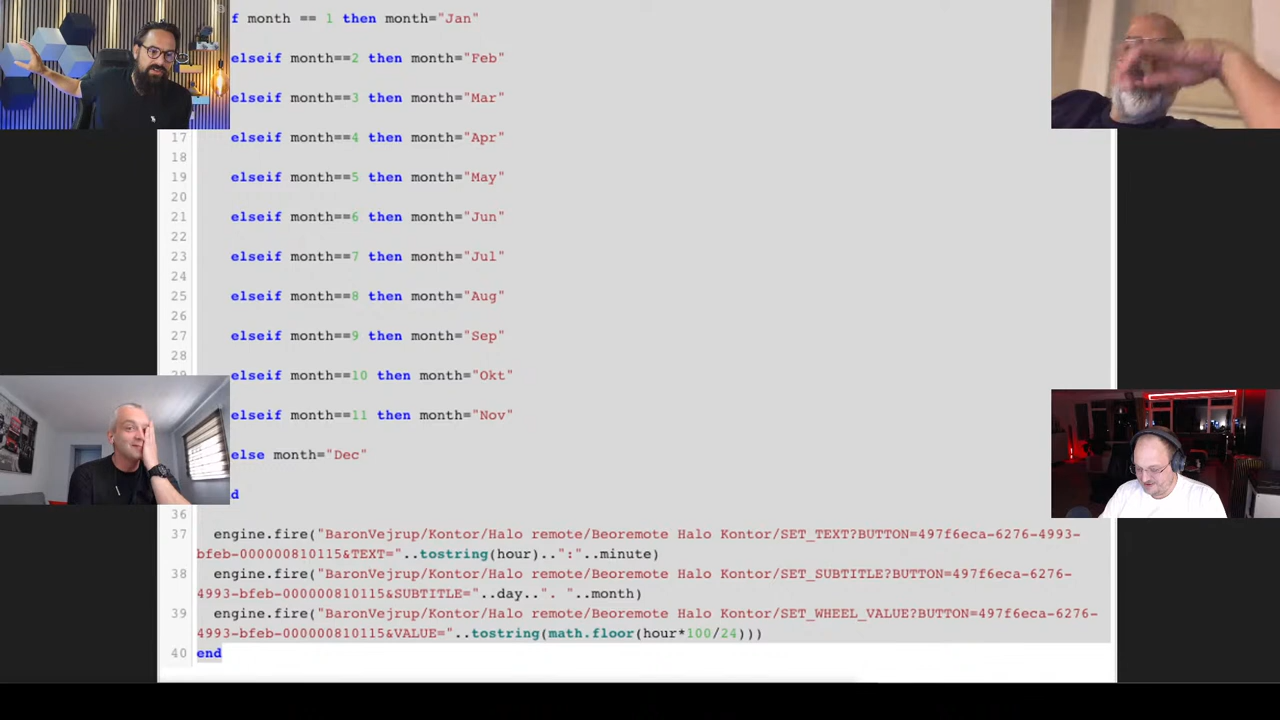 f month == 1 then month="Jan"
elseif month==2 then month="Feb"
elseif month==3 then month="Mar"
17 elseif month==4 then month="Apr"
18
19 elseif month==5 then month="May"
20
21 elseif month==6 then month="Jun"
22
23 elseif month==7 then month="Jul"
24
25 elseif month==8 then month="Aug"
26
27 elseif month==9 then month="Sep"
28
elseif month==10 then month="Okt"
elseif month==11 then month="Nov"
else month="Dec"
d
36
37 engine.fire("BaronVejrup/Kontor/Halo remote/Beoremote Halo Kontor/SET_TEXT?BUTTON=497f6eca-6276-4993-
bfeb-000000810115&TEXT="..tostring(hour)..":"..minute)
38 engine.fire("BaronVejrup/Kontor/Halo remote/Beoremote Halo Kontor/SET_SUBTITLE?BUTTON=497f6eca-6276-
4993-bfeb-000000810115&SUBTITLE="..day..". "..month)
39 engine.fire("BaronVejrup/Kontor/Halo remote/Beoremote Halo Kontor/SET_WHEEL_VALUE?BUTTON=497f6eca-6276-
4993-bfeb-000000810115&VALUE="..tostring(math.floor(hour*100/24)))
40 end